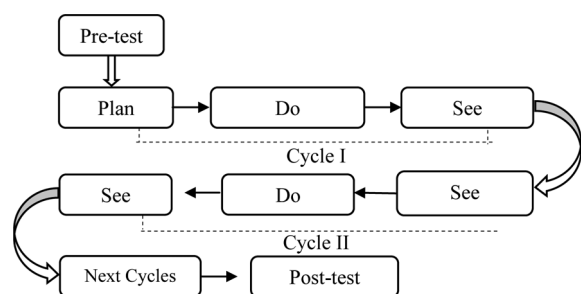 Pre-test
Plan
Do
See
Cycle I
See
Do
See
Cycle II
Next Cycles
Post-test